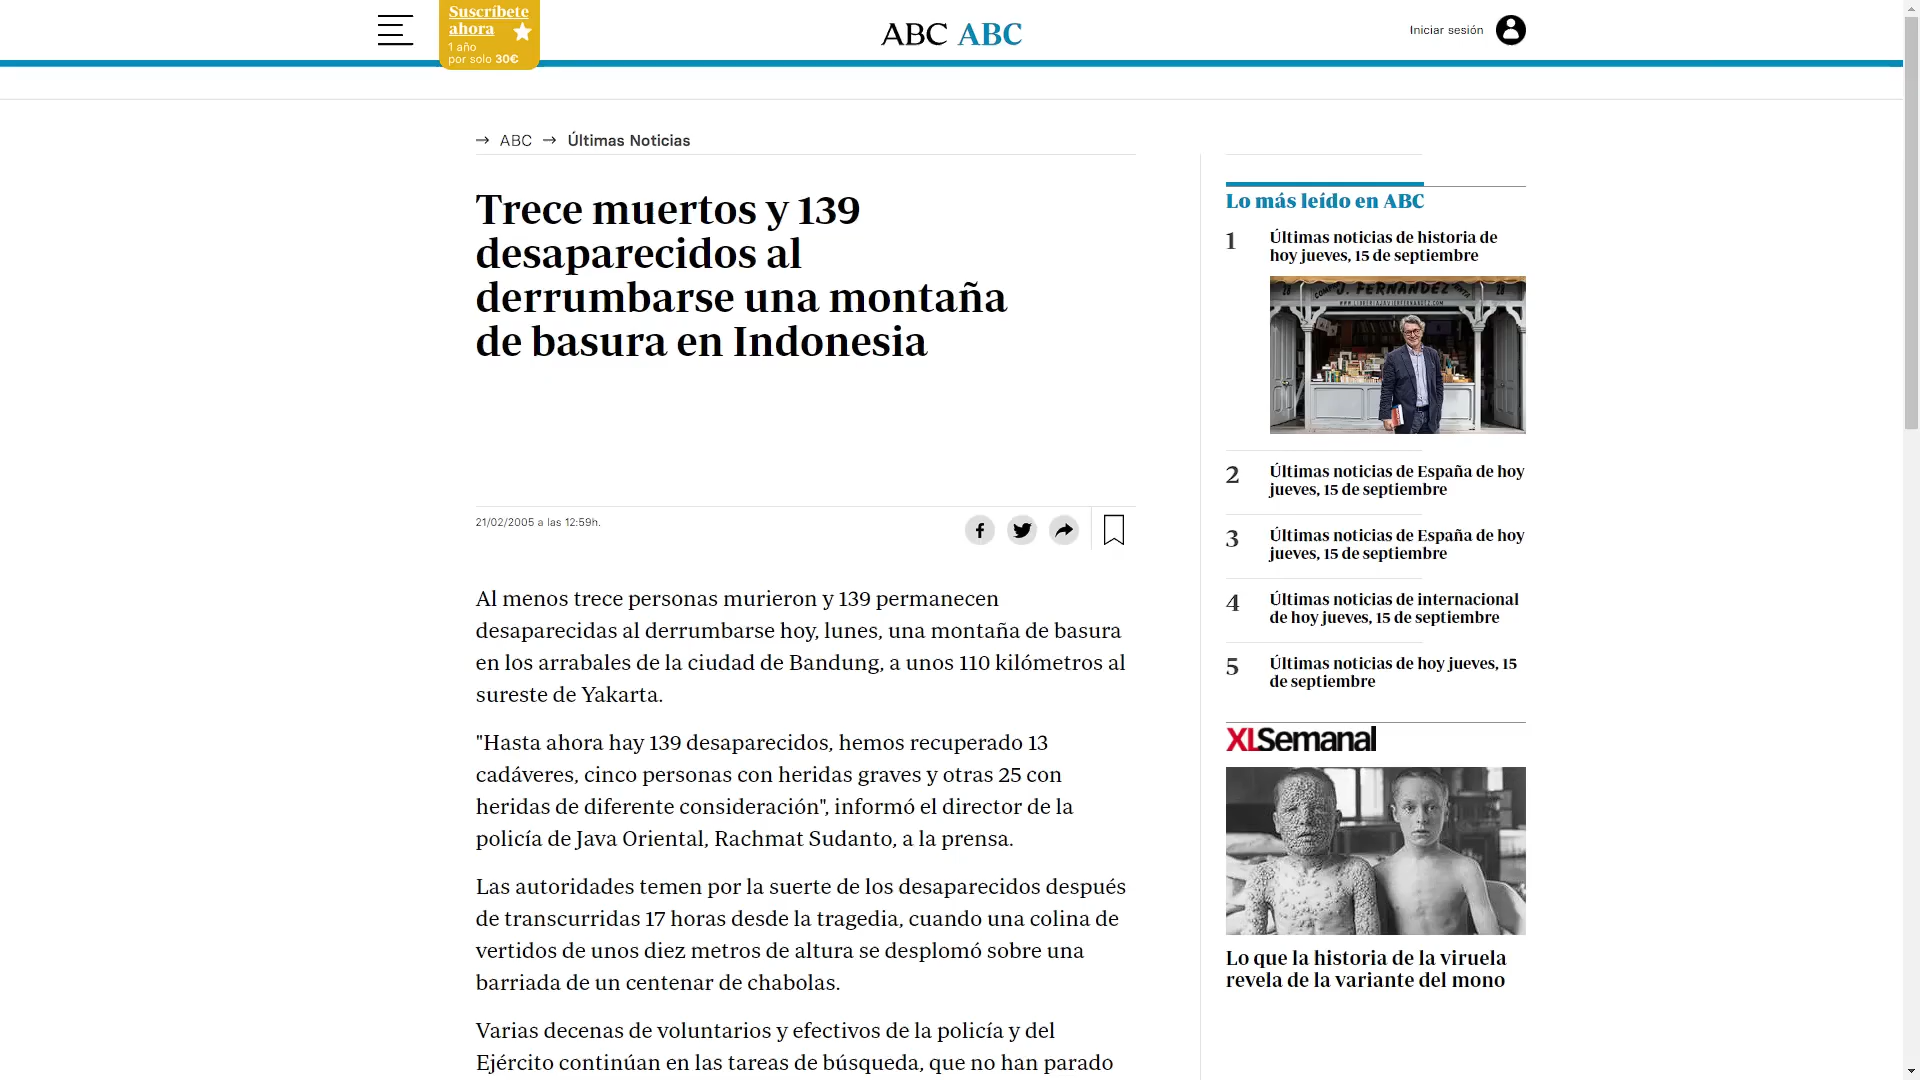 Suscríbete
ahora
1 año
por solo 30€
ABC ABC
Iniciar sesión
→ ABC → Últimas Noticias
Trece muertos y 139
desaparecidos al
derrumbarse una montaña
de basura en Indonesia
21/02/2005 a las 12:59h.
Al menos trece personas murieron y 139 permanecen
desaparecidas al derrumbarse hoy, lunes, una montaña de basura
en los arrabales de la ciudad de Bandung, a unos 110 kilómetros al
sureste de Yakarta.
"Hasta ahora hay 139 desaparecidos, hemos recuperado 13
cadáveres, cinco personas con heridas graves y otras 25 con
heridas de diferente consideración", informó el director de la
policía de Java Oriental, Rachmat Sudanto, a la prensa.
Las autoridades temen por la suerte de los desaparecidos después
de transcurridas 17 horas desde la tragedia, cuando una colina de
vertidos de unos diez metros de altura se desplomó sobre una
barriada de un centenar de chabolas.
Varias decenas de voluntarios y efectivos de la policía y del
Ejército continúan en las tareas de búsqueda, que no han parado
Lo más leído en ABC
1 Últimas noticias de historia de
hoy jueves, 15 de septiembre
J. FERNANDEZ
WWW.LIBRERIAJAVIERFERNANDEZ.COM
2 Últimas noticias de España de hoy
jueves, 15 de septiembre
3 Últimas noticias de España de hoy
jueves, 15 de septiembre
4 Últimas noticias de internacional
de hoy jueves, 15 de septiembre
5 Últimas noticias de hoy jueves, 15
de septiembre
XLSemanal
Lo que la historia de la viruela
revela de la variante del mono